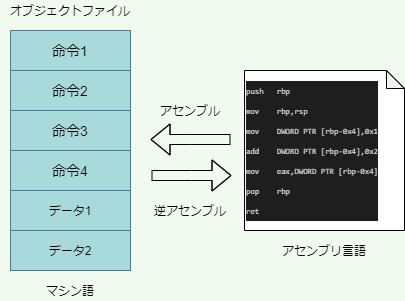 オブジェクトファイル
命令1
命令2
命令3
命令4
データ1
データ2
マシン語
アセンブル
逆アセンブル
push rbp
mov rbp,rsp
mov DWORD PTR [rbp-0x4],0x1
add DWORD PTR [rbp-0x4],0x2
mov eax,DWORD PTR [rbp-0x4]
pop rbp
ret
アセンブリ言語